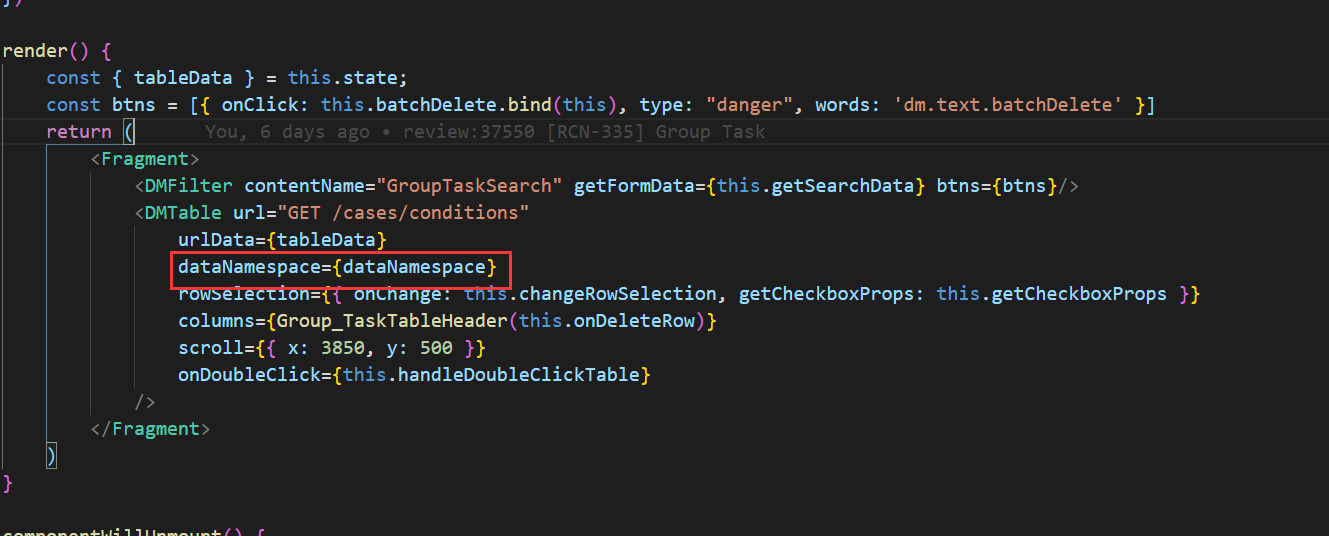 })
render() {
const { tableData } = this.state;
const btns = [{ onClick: this.batchDelete.bind(this), type: "danger", words: 'dm.text.batchDelete' }]
return ( You, 6 days ago • review:37550 [RCN-335] Group Task
<Fragment>
<DMFilter contentName="GroupTaskSearch" getFormData={this.getSearchData} btns={btns}/>
<DMTable url="GET /cases/conditions"
urlData={tableData}
dataNamespace={dataNamespace}
rowSelection={{ onChange: this.changeRowSelection, getCheckboxProps: this.getCheckboxProps }}
columns={Group_TaskTableHeader(this.onDeleteRow)}
scroll={{ x: 3850, y: 500 }}
onDoubleClick={this.handleDoubleClickTable}
/>
</Fragment>
)
}
componentWillUnmount() {